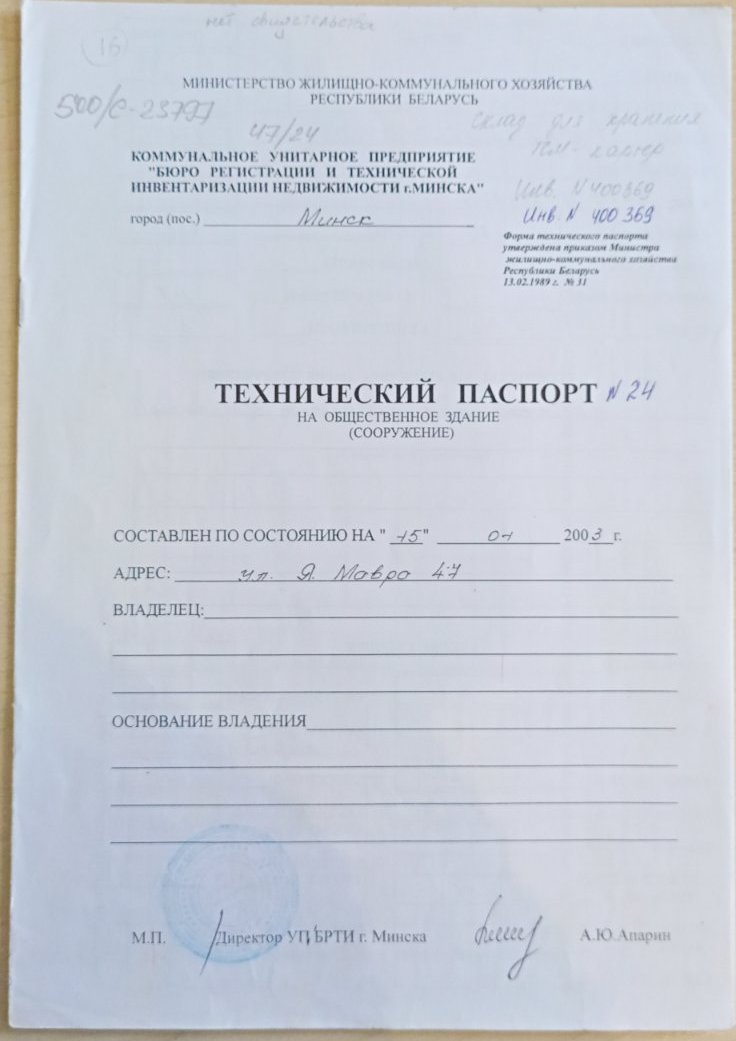 нет свидетельства
(16)
МИНИСТЕРСТВО ЖИЛИЩНО-КОММУНАЛЬНОГО ХОЗЯЙСТВА
РЕСПУБЛИКИ БЕЛАРУСЬ
500/С-23797
47/24
Склад для хранения
КОММУНАЛЬНОЕ УНИТАРНОЕ ПРЕДПРИЯТИЕ
"БЮРО РЕГИСТРАЦИИ И ТЕХНИЧЕСКОЙ
ИНВЕНТАРИЗАЦИИ НЕДВИЖИМОСТИ г.МИНСКА"
Инв. N 400369
Инв. N 400 369
город (пос.) Минск
Форма технического паспорта
утверждена приказом Министра
жилищно-коммунального хозяйства
Республики Беларусь
13.02.1989 г. № 31
ТЕХНИЧЕСКИЙ ПАСПОРТ N 24
НА ОБЩЕСТВЕННОЕ ЗДАНИЕ
(СООРУЖЕНИЕ)
СОСТАВЛЕН ПО СОСТОЯНИЮ НА "15" 01 2003 г.
АДРЕС: ул. Я. Мавра 47
ВЛАДЕЛЕЦ:
ОСНОВАНИЕ ВЛАДЕНИЯ
М.П. Директор УП БРТИ г. Минска А.Ю.Апарин